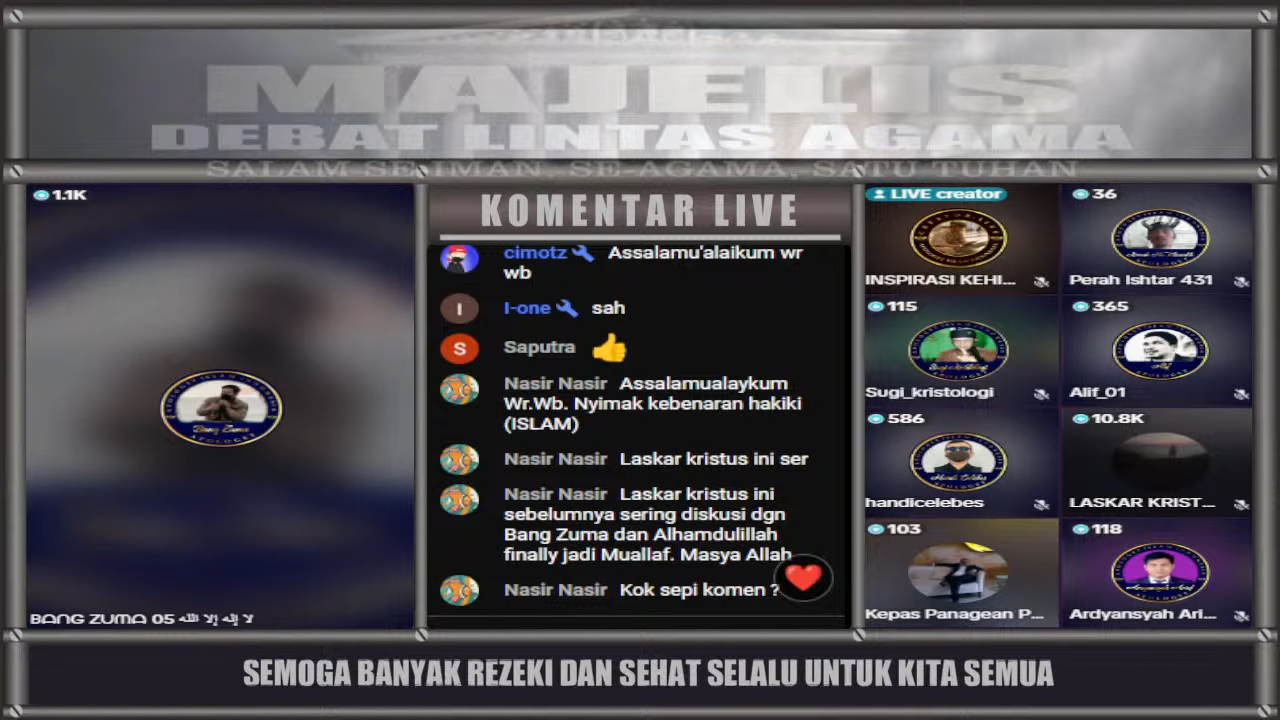 MAJELIS
DEBAT LINTAS AGAMA
SALAM SE-IMAN, SE-AGAMA, SATU TUHAN
1.1K
Bang Zuma
APOLOGET
BANG ZUMA 05 لا إله إلا الله
KOMENTAR LIVE
cimotz Assalamu'alaikum wr
wb
I
I-one sah
S
Saputra 👍
Nasir Nasir Assalamualaykum
Wr.Wb. Nyimak kebenaran hakiki
(ISLAM)
Nasir Nasir Laskar kristus ini ser
Nasir Nasir Laskar kristus ini
sebelumnya sering diskusi dgn
Bang Zuma dan Alhamdulillah
finally jadi Muallaf. Masya Allah
Nasir Nasir Kok sepi komen ?
LIVE creator
INSPIRASI KEHI...
36
Perah Ishtar 431
115
Sugi_kristologi
365
Alif_01
586
handicelebes
10.8K
LASKAR KRIST...
103
Kepas Panagean P...
118
Ardyansyah Ari...
SEMOGA BANYAK REZEKI DAN SEHAT SELALU UNTUK KITA SEMUA